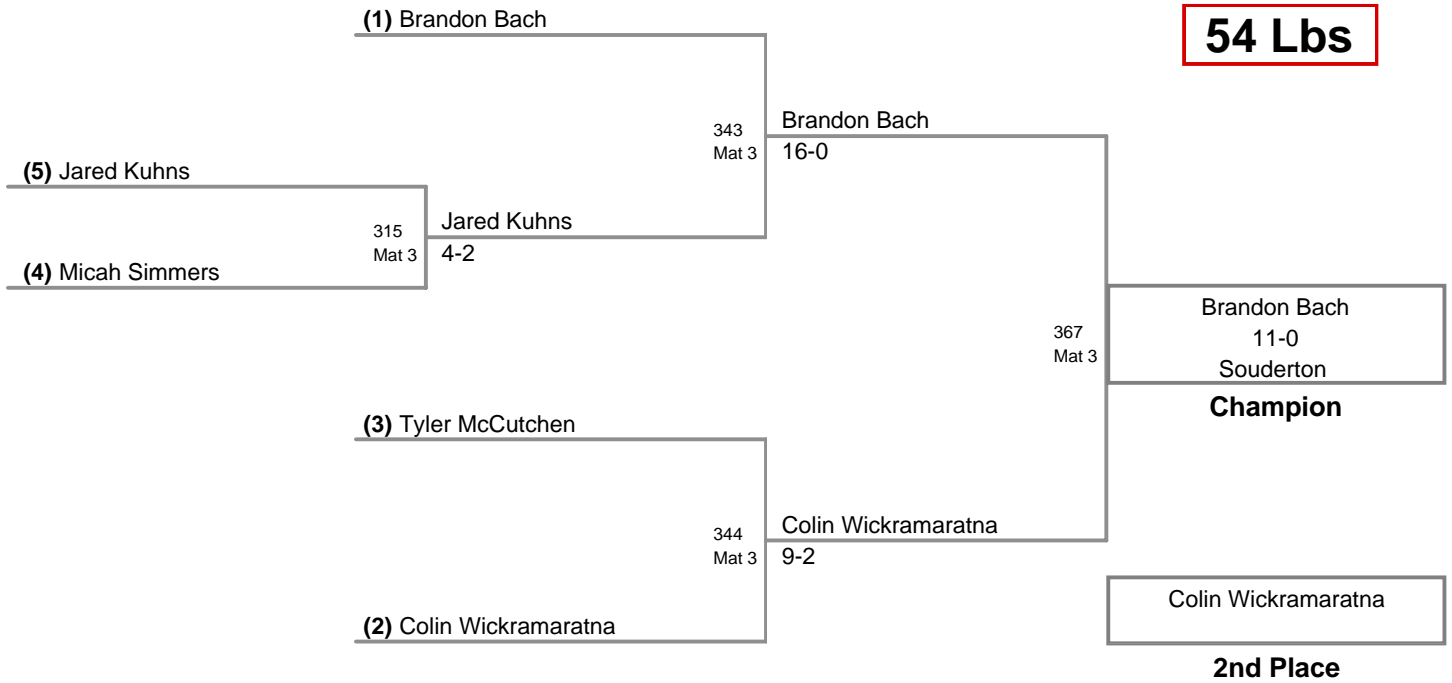 (1) Brandon Bach
54 Lbs
343
Mat 3
Brandon Bach
16-0
(5) Jared Kuhns
315
Mat 3
Jared Kuhns
4-2
(4) Micah Simmers
367
Mat 3
Brandon Bach
11-0
Souderton
Champion
(3) Tyler McCutchen
344
Mat 3
Colin Wickramaratna
9-2
(2) Colin Wickramaratna
Colin Wickramaratna
2nd Place